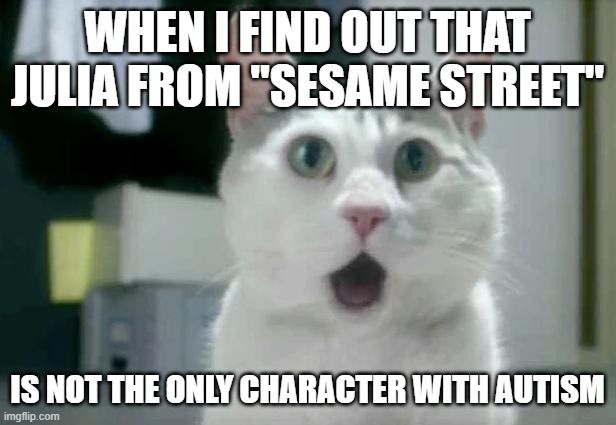 WHEN I FIND OUT THAT
JULIA FROM "SESAME STREET"
IS NOT THE ONLY CHARACTER WITH AUTISM
imgflip.com